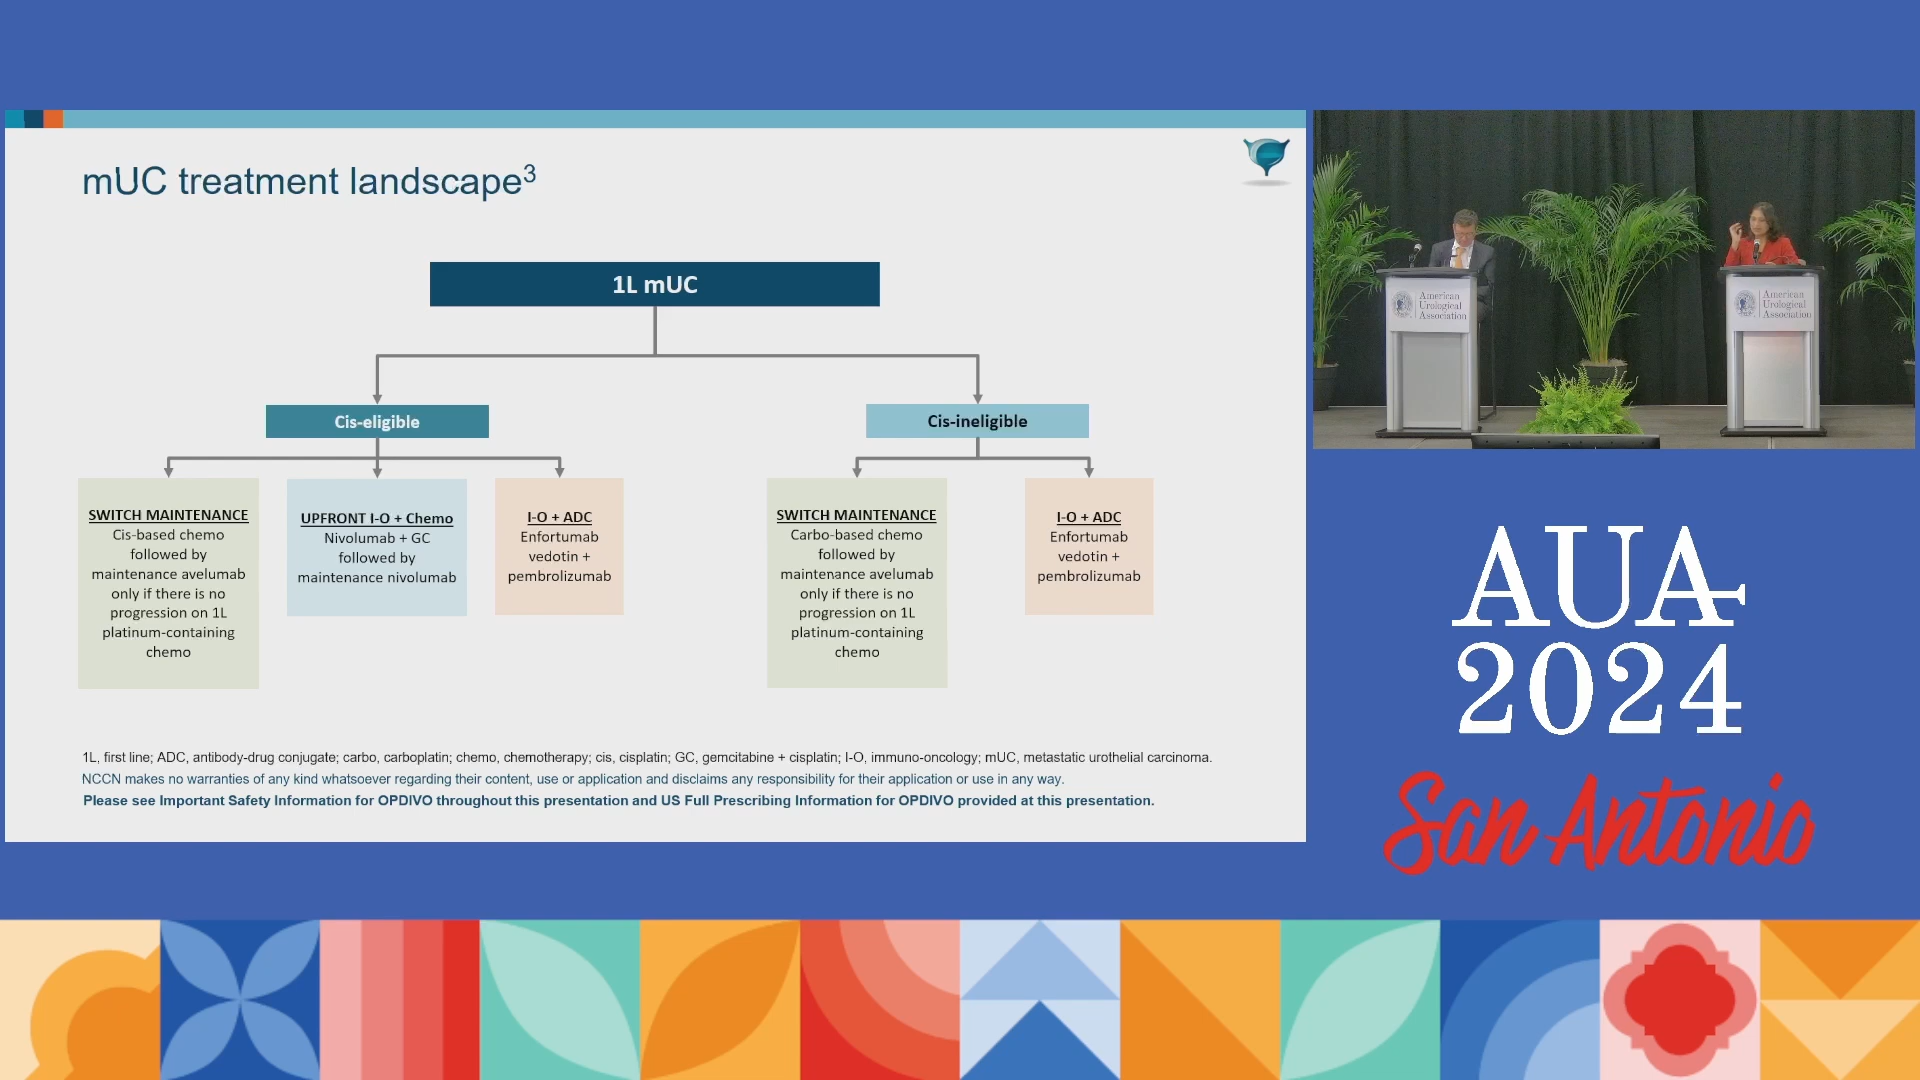 mUC treatment landscape3
1L mUC
Cis-eligible
Cis-ineligible
SWITCH MAINTENANCE
Cis-based chemo
followed by
maintenance avelumab
only if there is no
progression on 1L
platinum-containing
chemo
UPFRONT I-O + Chemo
Nivolumab + GC
followed by
maintenance nivolumab
I-O + ADC
Enfortumab
vedotin +
pembrolizumab
SWITCH MAINTENANCE
Carbo-based chemo
followed by
maintenance avelumab
only if there is no
progression on 1L
platinum-containing
chemo
I-O + ADC
Enfortumab
vedotin +
pembrolizumab
1L, first line; ADC, antibody-drug conjugate; carbo, carboplatin; chemo, chemotherapy; cis, cisplatin; GC, gemcitabine + cisplatin; I-O, immuno-oncology; mUC, metastatic urothelial carcinoma.
NCCN makes no warranties of any kind whatsoever regarding their content, use or application and disclaims any responsibility for their application or use in any way.
Please see Important Safety Information for OPDIVO throughout this presentation and US Full Prescribing Information for OPDIVO provided at this presentation.
American
Urological
Association
American
Urological
Association
AUA
2024
San Antonio